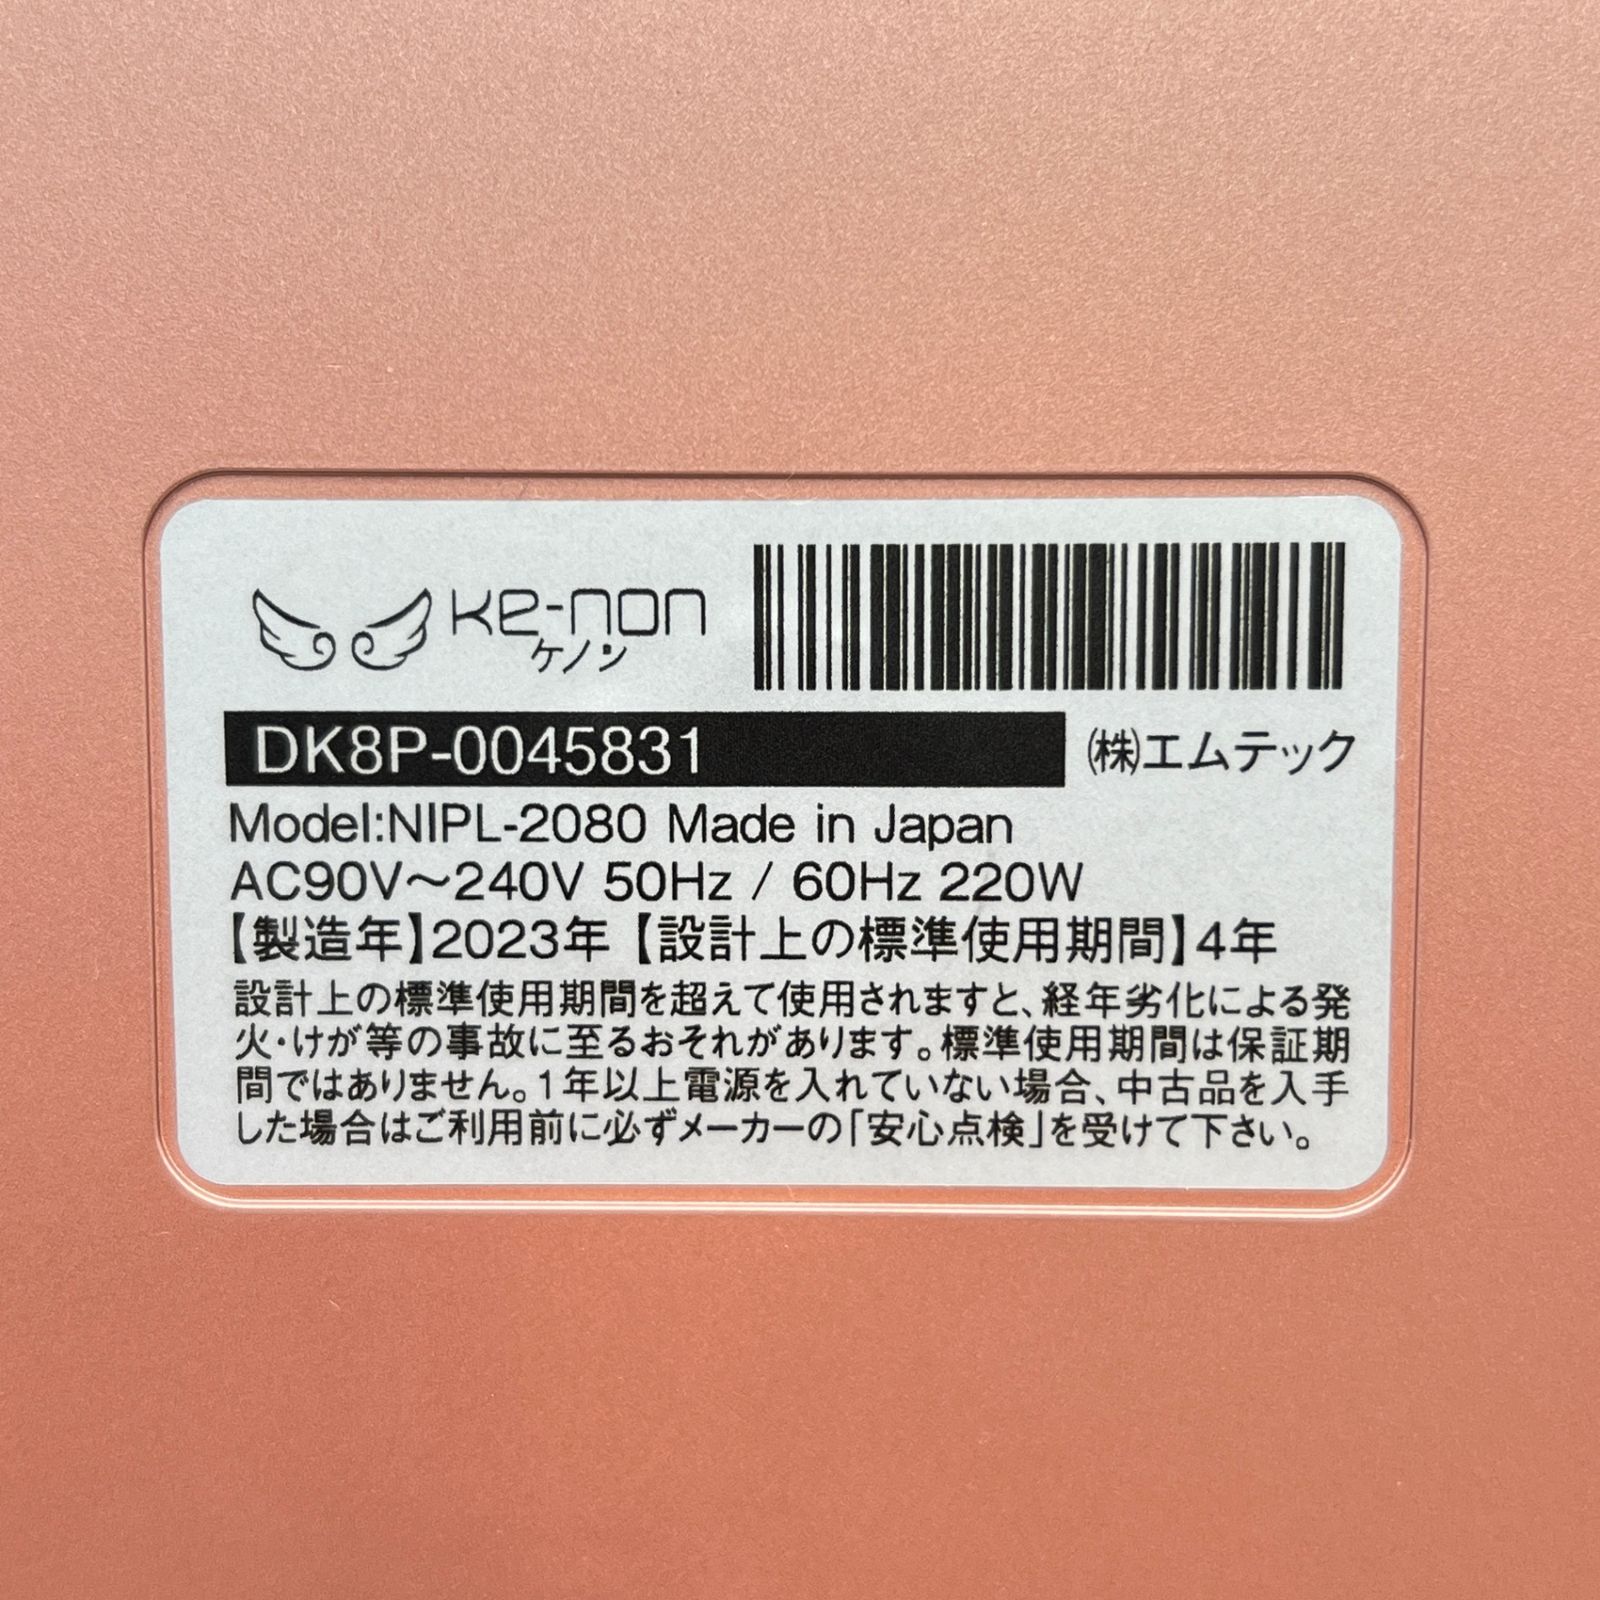 ke-non
ケノン
DK8P-0045831
㈱エムテック
Model:NIPL-2080 Made in Japan
AC90V～240V 50Hz / 60Hz 220W
【製造年】2023年【設計上の標準使用期間】4年
設計上の標準使用期間を超えて使用されますと、経年劣化による発
火・けが等の事故に至るおそれがあります。標準使用期間は保証期
間ではありません。1年以上電源を入れていない場合、中古品を入手
した場合はご利用前に必ずメーカーの「安心点検」を受けて下さい。